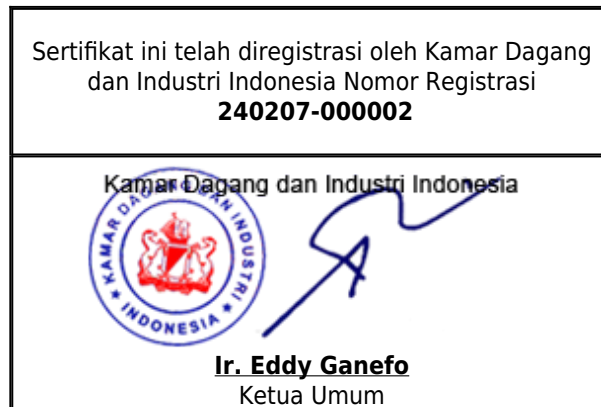 Sertifikat ini telah diregistrasi oleh Kamar Dagang
dan Industri Indonesia Nomor Registrasi
240207-000002
Kamar Dagang dan Industri Indonesia
KAMAR DAGANG DAN INDUSTRI
INDONESIA
Ir. Eddy Ganefo
Ketua Umum